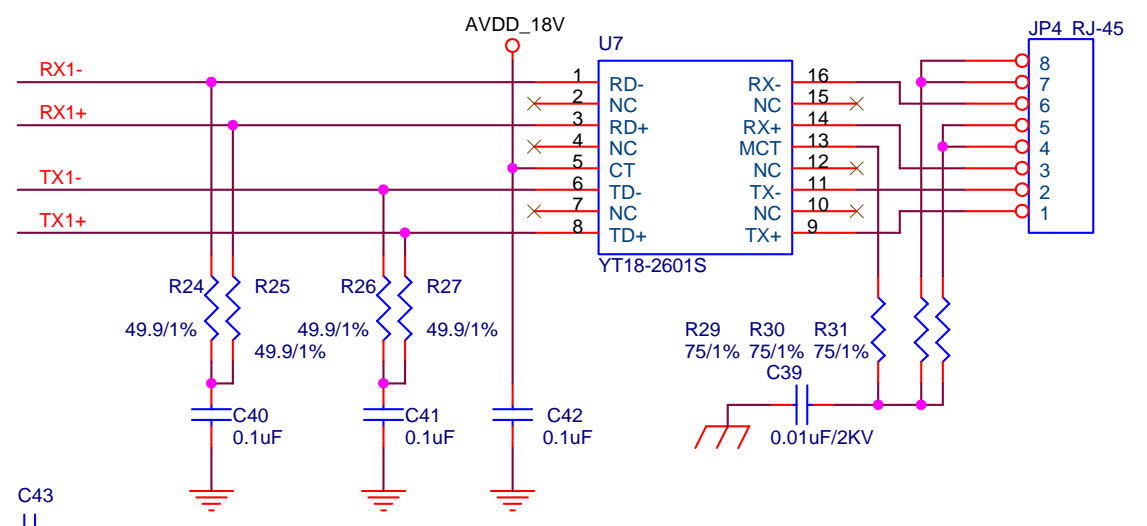 AVDD_18V
JP4 RJ-45
U7
RX1-
RX1+
TX1-
TX1+
1 RD-
2 NC
3 RD+
4 NC
5 CT
6 TD-
7 NC
8 TD+
RX- 16
NC 15
RX+ 14
MCT 13
NC 12
TX- 11
NC 10
TX+ 9
YT18-2601S
8
7
6
5
4
3
2
1
R24
49.9/1%
R25
49.9/1%
R26
49.9/1%
R27
49.9/1%
R29 R30 R31
75/1% 75/1% 75/1%
C39
0.01uF/2KV
C40
0.1uF
C41
0.1uF
C42
0.1uF
C43